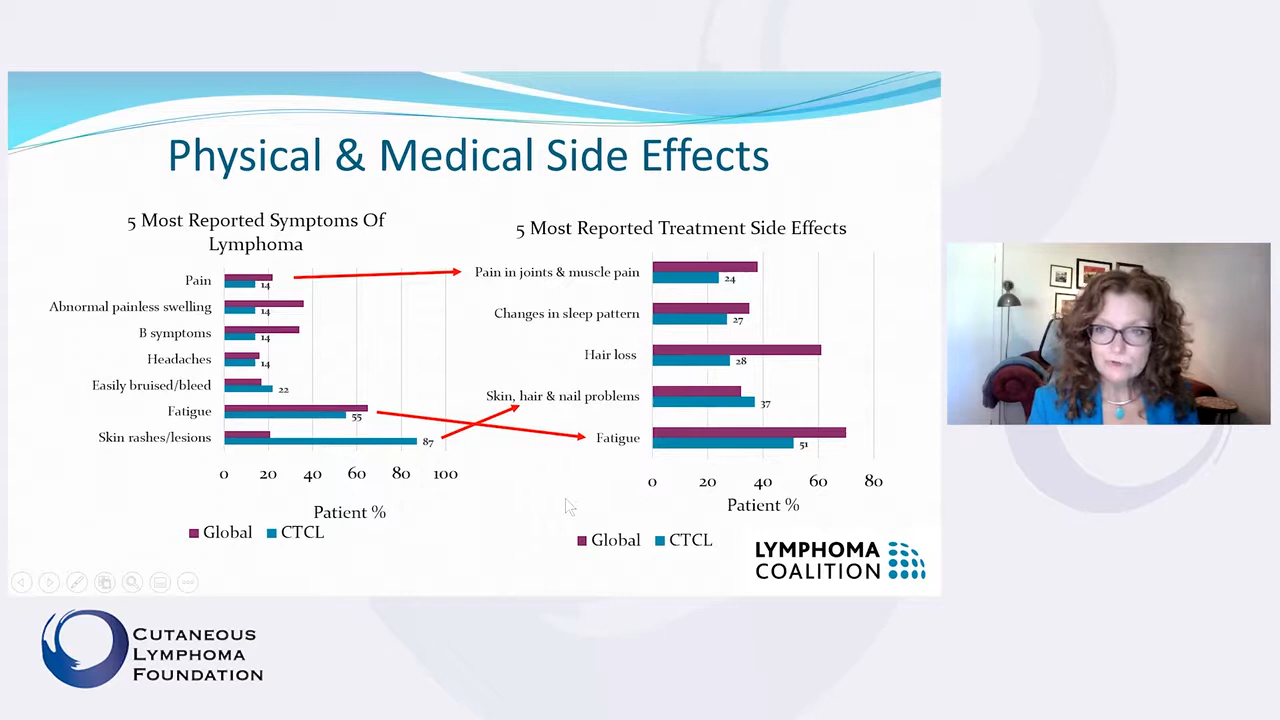 Physical & Medical Side Effects
5 Most Reported Symptoms Of
Lymphoma
Pain
14
Abnormal painless swelling
14
B symptoms
14
Headaches
14
Easily bruised/bleed
22
Fatigue
55
Skin rashes/lesions
87
0 20 40 60 80 100
Patient %
Global CTCL
5 Most Reported Treatment Side Effects
Pain in joints & muscle pain
24
Changes in sleep pattern
27
Hair loss
28
Skin, hair & nail problems
37
Fatigue
51
0 20 40 60 80
Patient %
Global CTCL
LYMPHOMA
COALITION
CUTANEOUS
LYMPHOMA
FOUNDATION